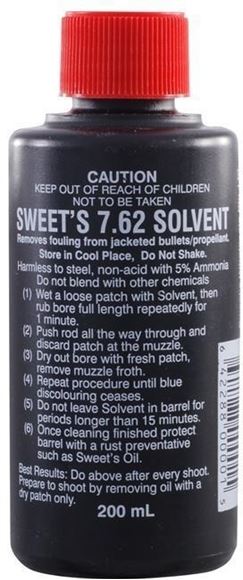 CAUTION
KEEP OUT OF REACH OF CHILDREN
NOT TO BE TAKEN
SWEET'S 7.62 SOLVENT
Removes fouling from jacketed bullets/propellant.
Store in Cool Place, Do Not Shake.
Harmless to steel, non-acid with 5% Ammonia
Do not blend with other chemicals
(1) Wet a loose patch with Solvent, then
rub bore full length repeatedly for
1 minute.
(2) Push rod all the way through and
discard patch at the muzzle.
(3) Dry out bore with fresh patch,
remove muzzle froth.
(4) Repeat procedure until blue
discolouring ceases.
(5) Do not leave Solvent in barrel for
periods longer than 15 minutes.
(6) Once cleaning finished protect
barrel with a rust preventative
such as Sweet's Oil.
Best Results: Do above after every shoot.
Prepare to shoot by removing oil with a
dry patch only.
200 mL